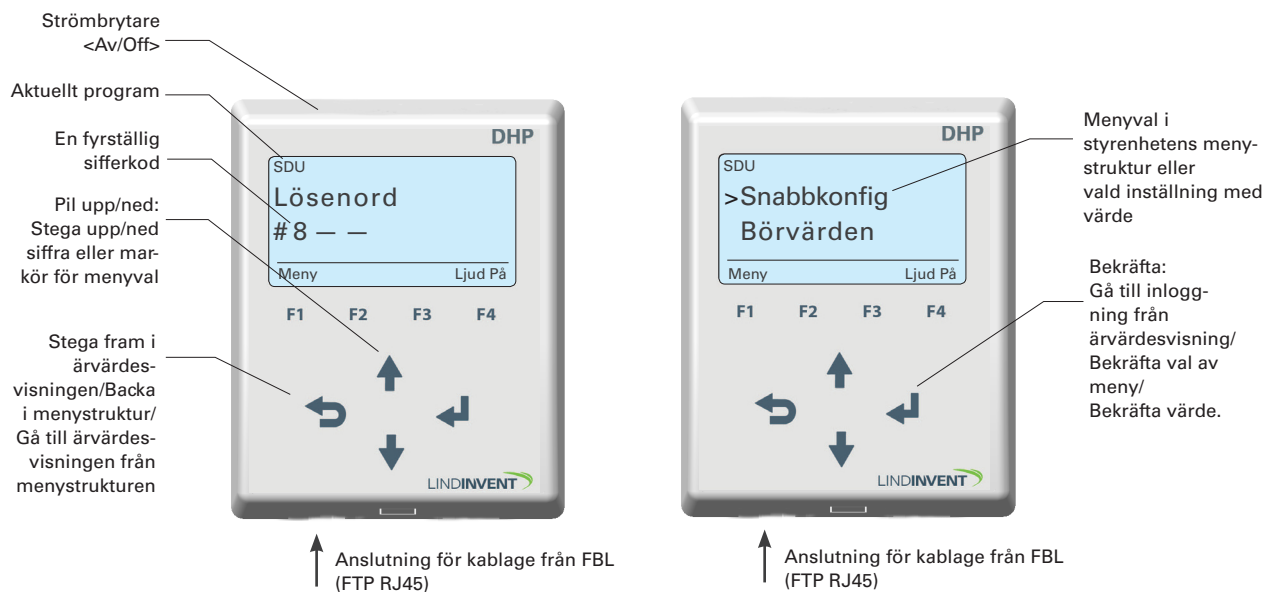 Strömbrytare
<Av/Off>
Aktuellt program
En fyrställig
sifferkod
Pil upp/ned:
Stega upp/ned
siffra eller mar-
kör för menyval
Stega fram i
ärvärdes-
visningen/Backa
i menystruktur/
Gå till ärvärdes-
visningen från
menystrukturen
DHP
SDU
Lösenord
#8 — —
Meny Ljud På
F1 F2 F3 F4
LINDINVENT
Anslutning för kablage från FBL
(FTP RJ45)
DHP
SDU
>Snabbkonfig
Börvärden
Meny Ljud På
F1 F2 F3 F4
LINDINVENT
Anslutning för kablage från FBL
(FTP RJ45)
Menyval i
styrenhetens meny-
struktur eller
vald inställning med
värde
Bekräfta:
Gå till inlogg-
ning från
ärvärdesvisning/
Bekräfta val av
meny/
Bekräfta värde.